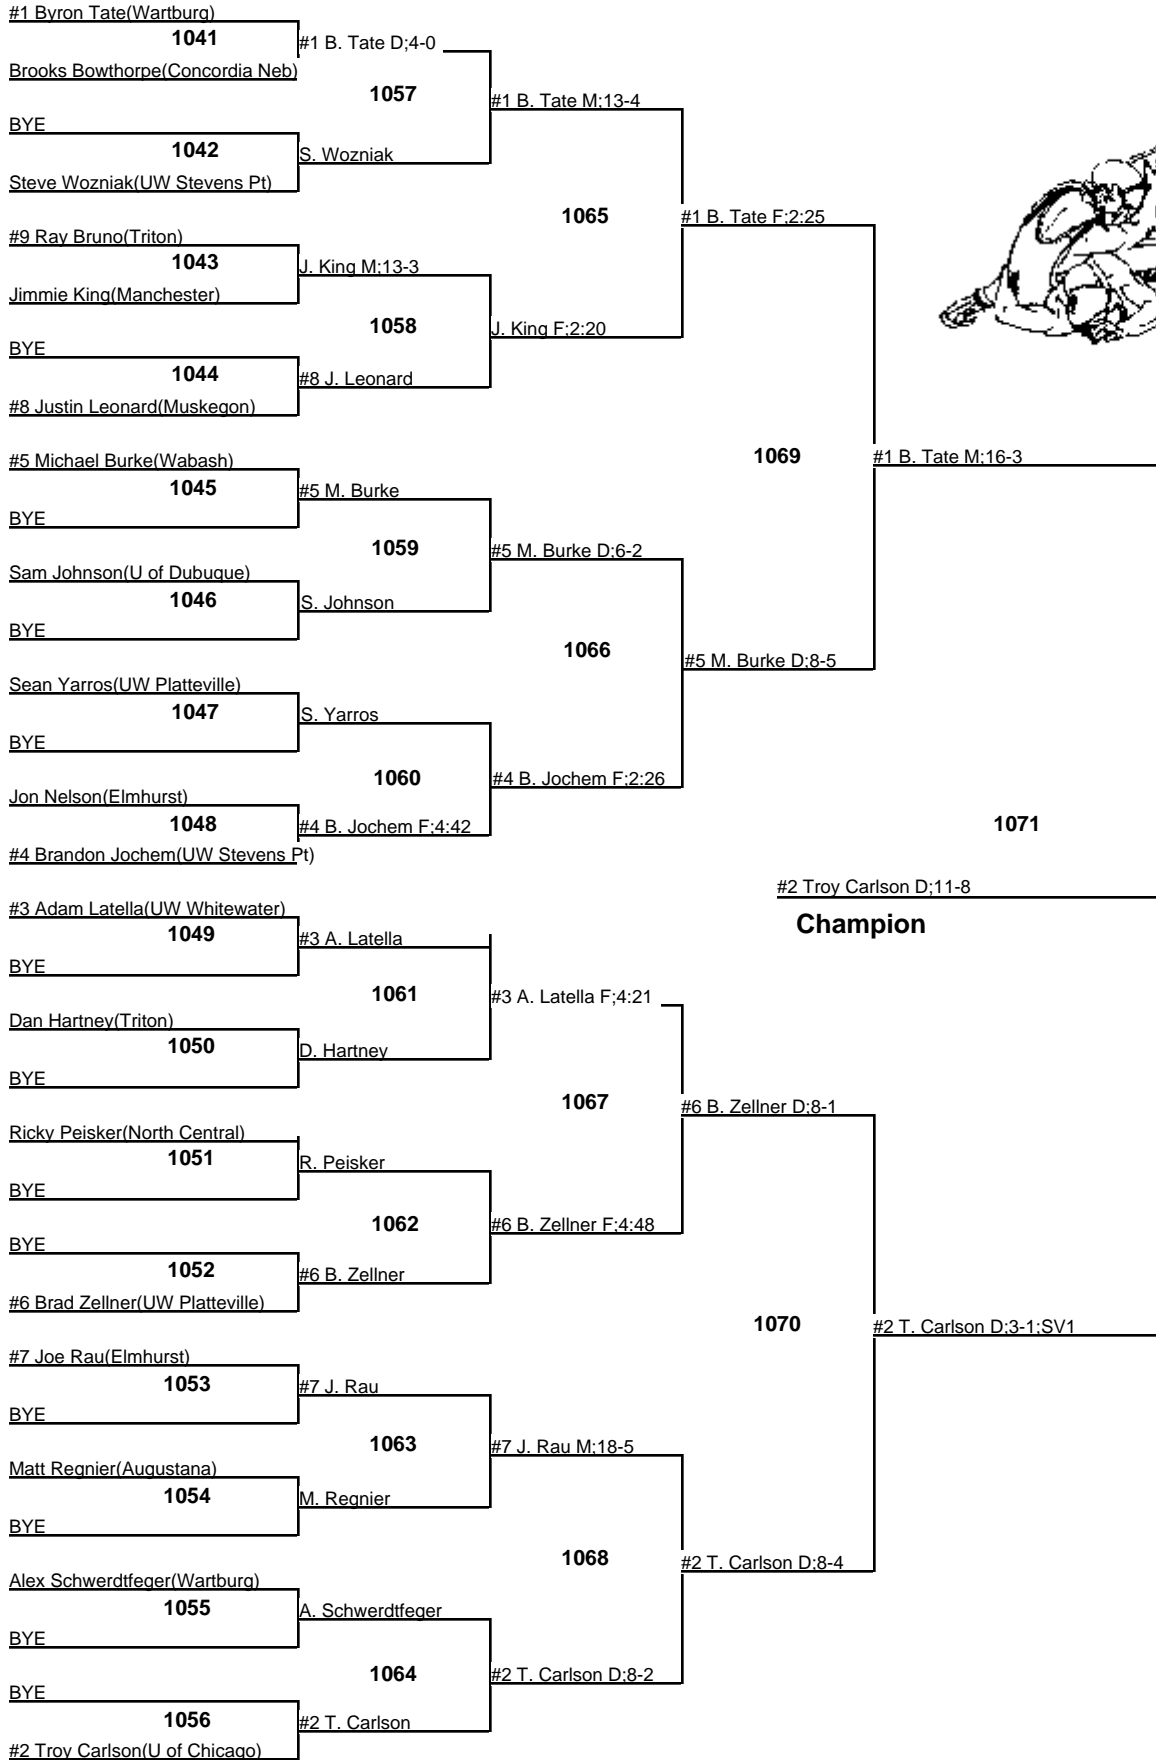 #1 Byron Tate(Wartburg)
1041
#1 B. Tate D;4-0
Brooks Bowthorpe(Concordia Neb)
1057
#1 B. Tate M;13-4
BYE
1042
S. Wozniak
Steve Wozniak(UW Stevens Pt)
1065
#1 B. Tate F;2:25
#9 Ray Bruno(Triton)
1043
J. King M;13-3
Jimmie King(Manchester)
1058
J. King F;2:20
BYE
1044
#8 J. Leonard
#8 Justin Leonard(Muskegon)
1069
#1 B. Tate M;16-3
#5 Michael Burke(Wabash)
1045
#5 M. Burke
BYE
1059
#5 M. Burke D;6-2
Sam Johnson(U of Dubuque)
1046
S. Johnson
BYE
1066
#5 M. Burke D;8-5
Sean Yarros(UW Platteville)
1047
S. Yarros
BYE
1060
#4 B. Jochem F;2:26
Jon Nelson(Elmhurst)
1048
#4 B. Jochem F;4:42
#4 Brandon Jochem(UW Stevens Pt)
1071
#2 Troy Carlson D;11-8
Champion
#3 Adam Latella(UW Whitewater)
1049
#3 A. Latella
BYE
1061
#3 A. Latella F;4:21
Dan Hartney(Triton)
1050
D. Hartney
BYE
1067
#6 B. Zellner D;8-1
Ricky Peisker(North Central)
1051
R. Peisker
BYE
1062
#6 B. Zellner F;4:48
BYE
1052
#6 B. Zellner
#6 Brad Zellner(UW Platteville)
1070
#2 T. Carlson D;3-1;SV1
#7 Joe Rau(Elmhurst)
1053
#7 J. Rau
BYE
1063
#7 J. Rau M;18-5
Matt Regnier(Augustana)
1054
M. Regnier
BYE
1068
#2 T. Carlson D;8-4
Alex Schwerdtfeger(Wartburg)
1055
A. Schwerdtfeger
BYE
1064
#2 T. Carlson D;8-2
BYE
1056
#2 T. Carlson
#2 Troy Carlson(U of Chicago)